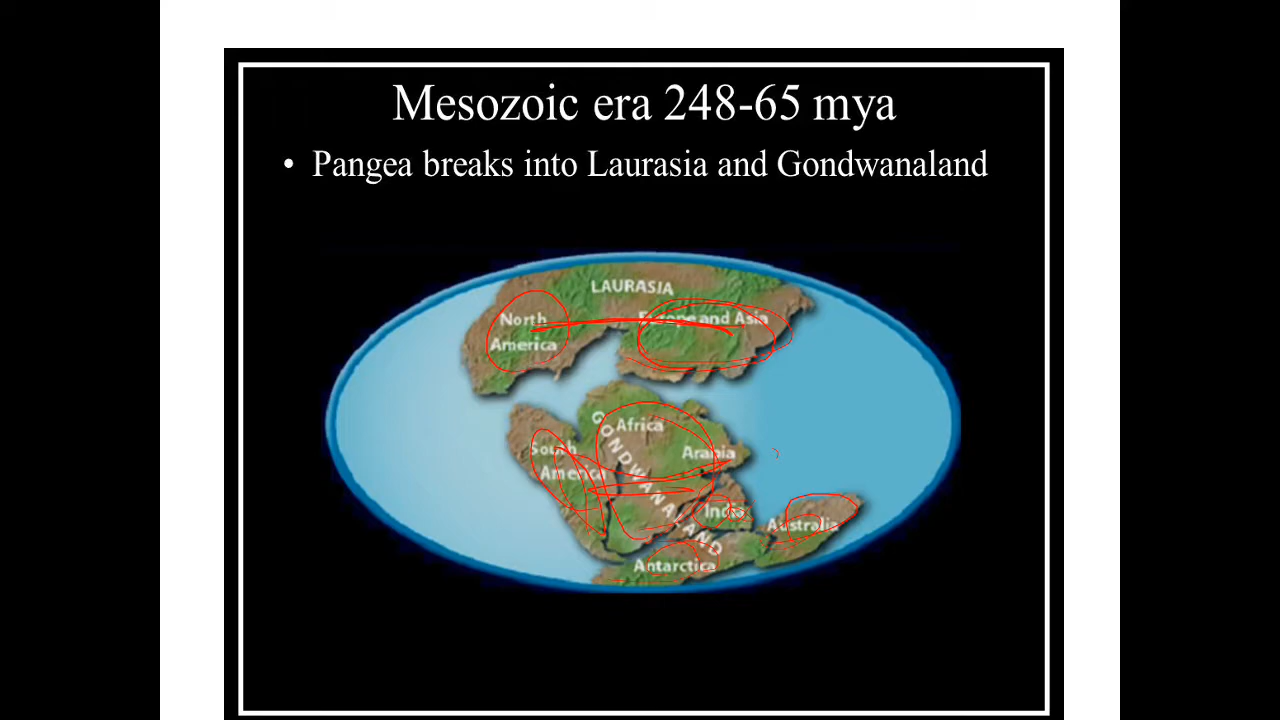 Mesozoic era 248-65 mya
• Pangea breaks into Laurasia and Gondwanaland
LAURASIA
North
America
Europe and Asia
GONDWANALAND
Africa
Arabia
South
America
India
Australia
Antarctica